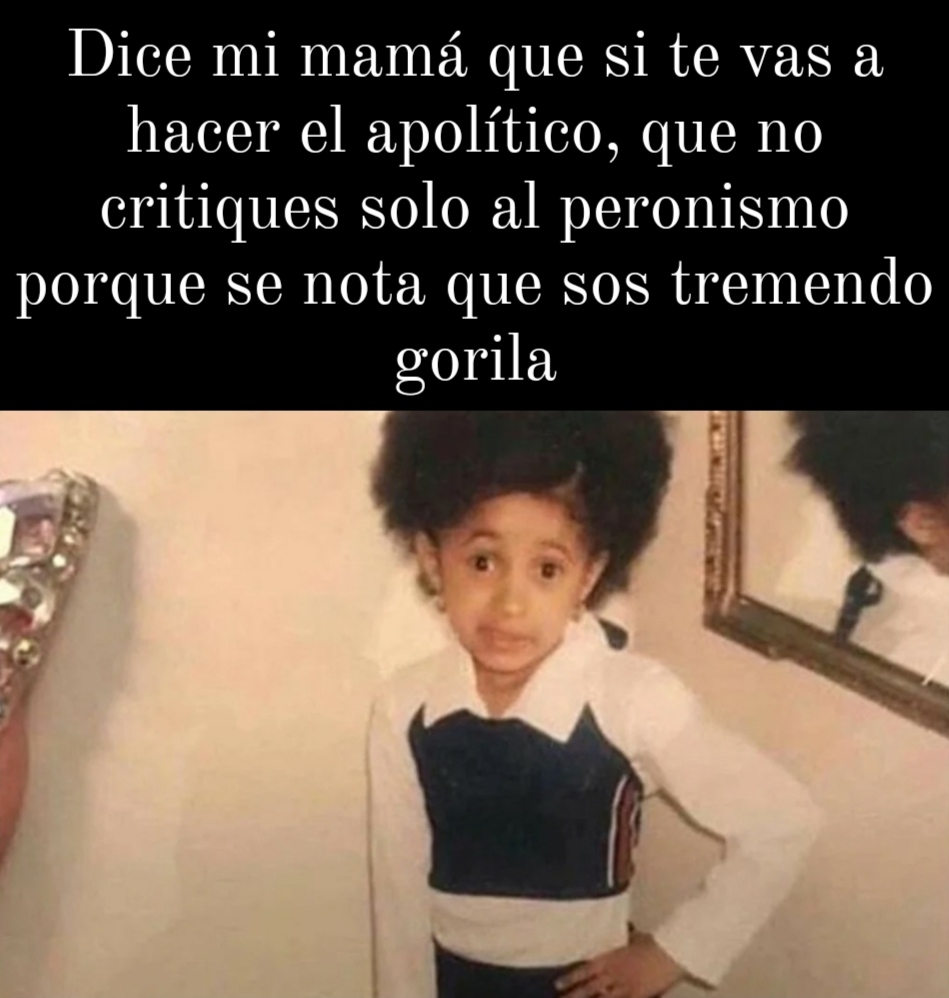 Dice mi mamá que si te vas a
hacer el apolítico, que no
critiques solo al peronismo
porque se nota que sos tremendo
gorila